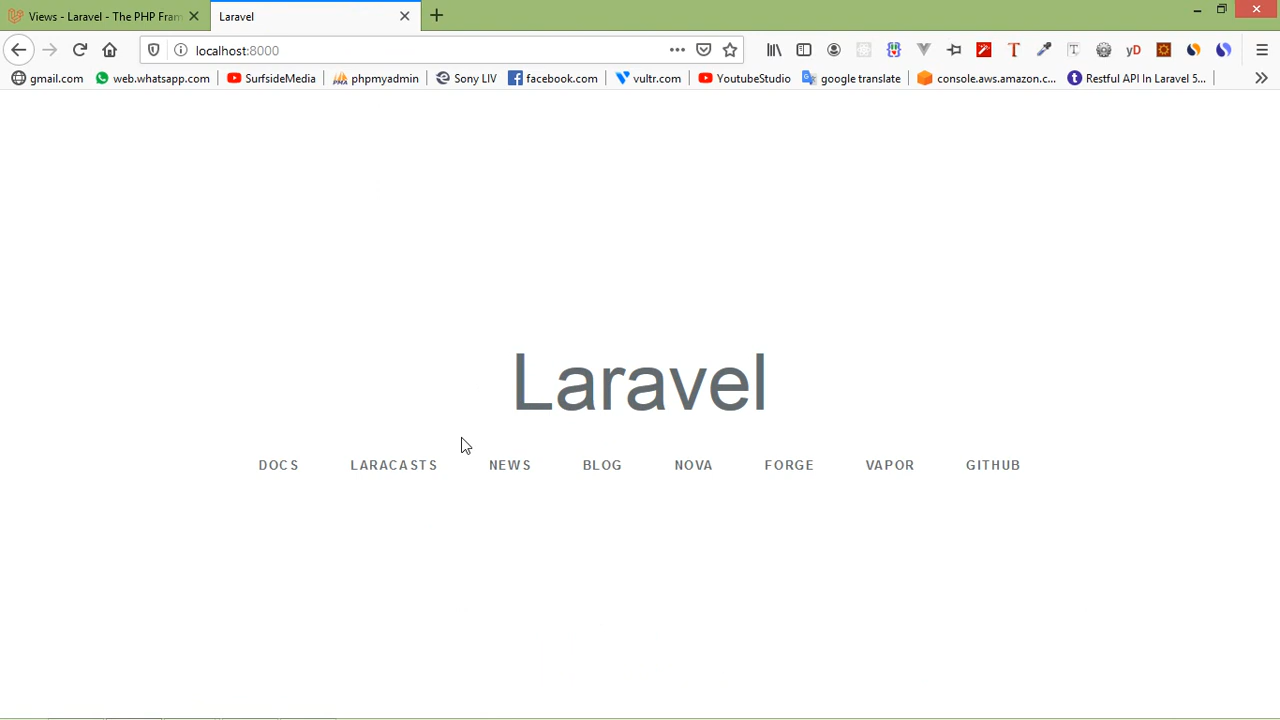 Views - Laravel - The PHP Fram
Laravel
localhost:8000
gmail.com web.whatsapp.com SurfsideMedia phpmyadmin Sony LIV facebook.com vultr.com YoutubeStudio google translate console.aws.amazon.c... Restful API In Laravel 5...
Laravel
DOCS LARACASTS NEWS BLOG NOVA FORGE VAPOR GITHUB